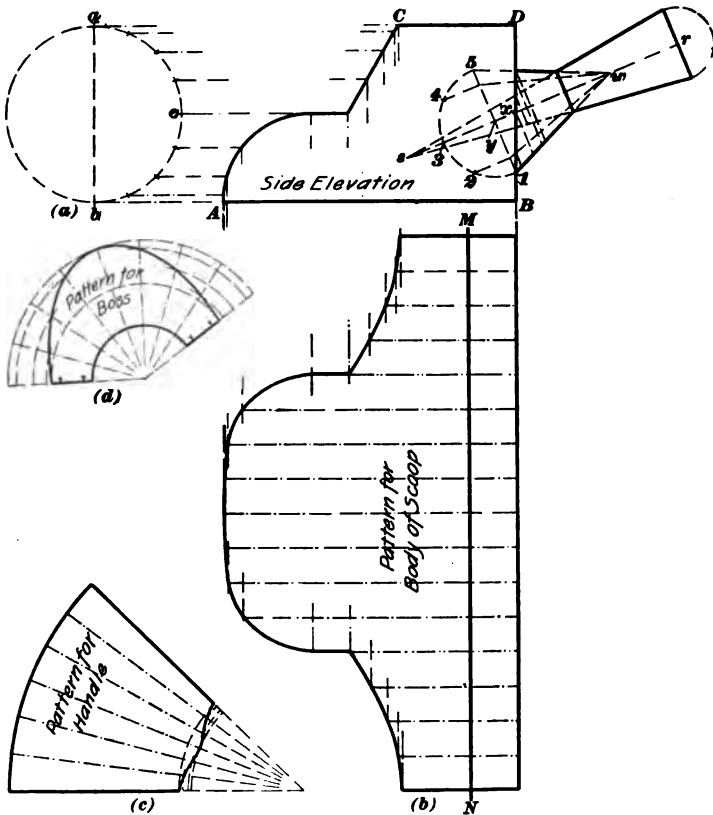 a
C
D
5
r
n
4
e
x
y
s
3
2
1
Side Elevation
(a)
a
A
B
M
Pattern for
Boss
(d)
Pattern for
Body of Scoop
Pattern for
Handle
(c)
(b)
N